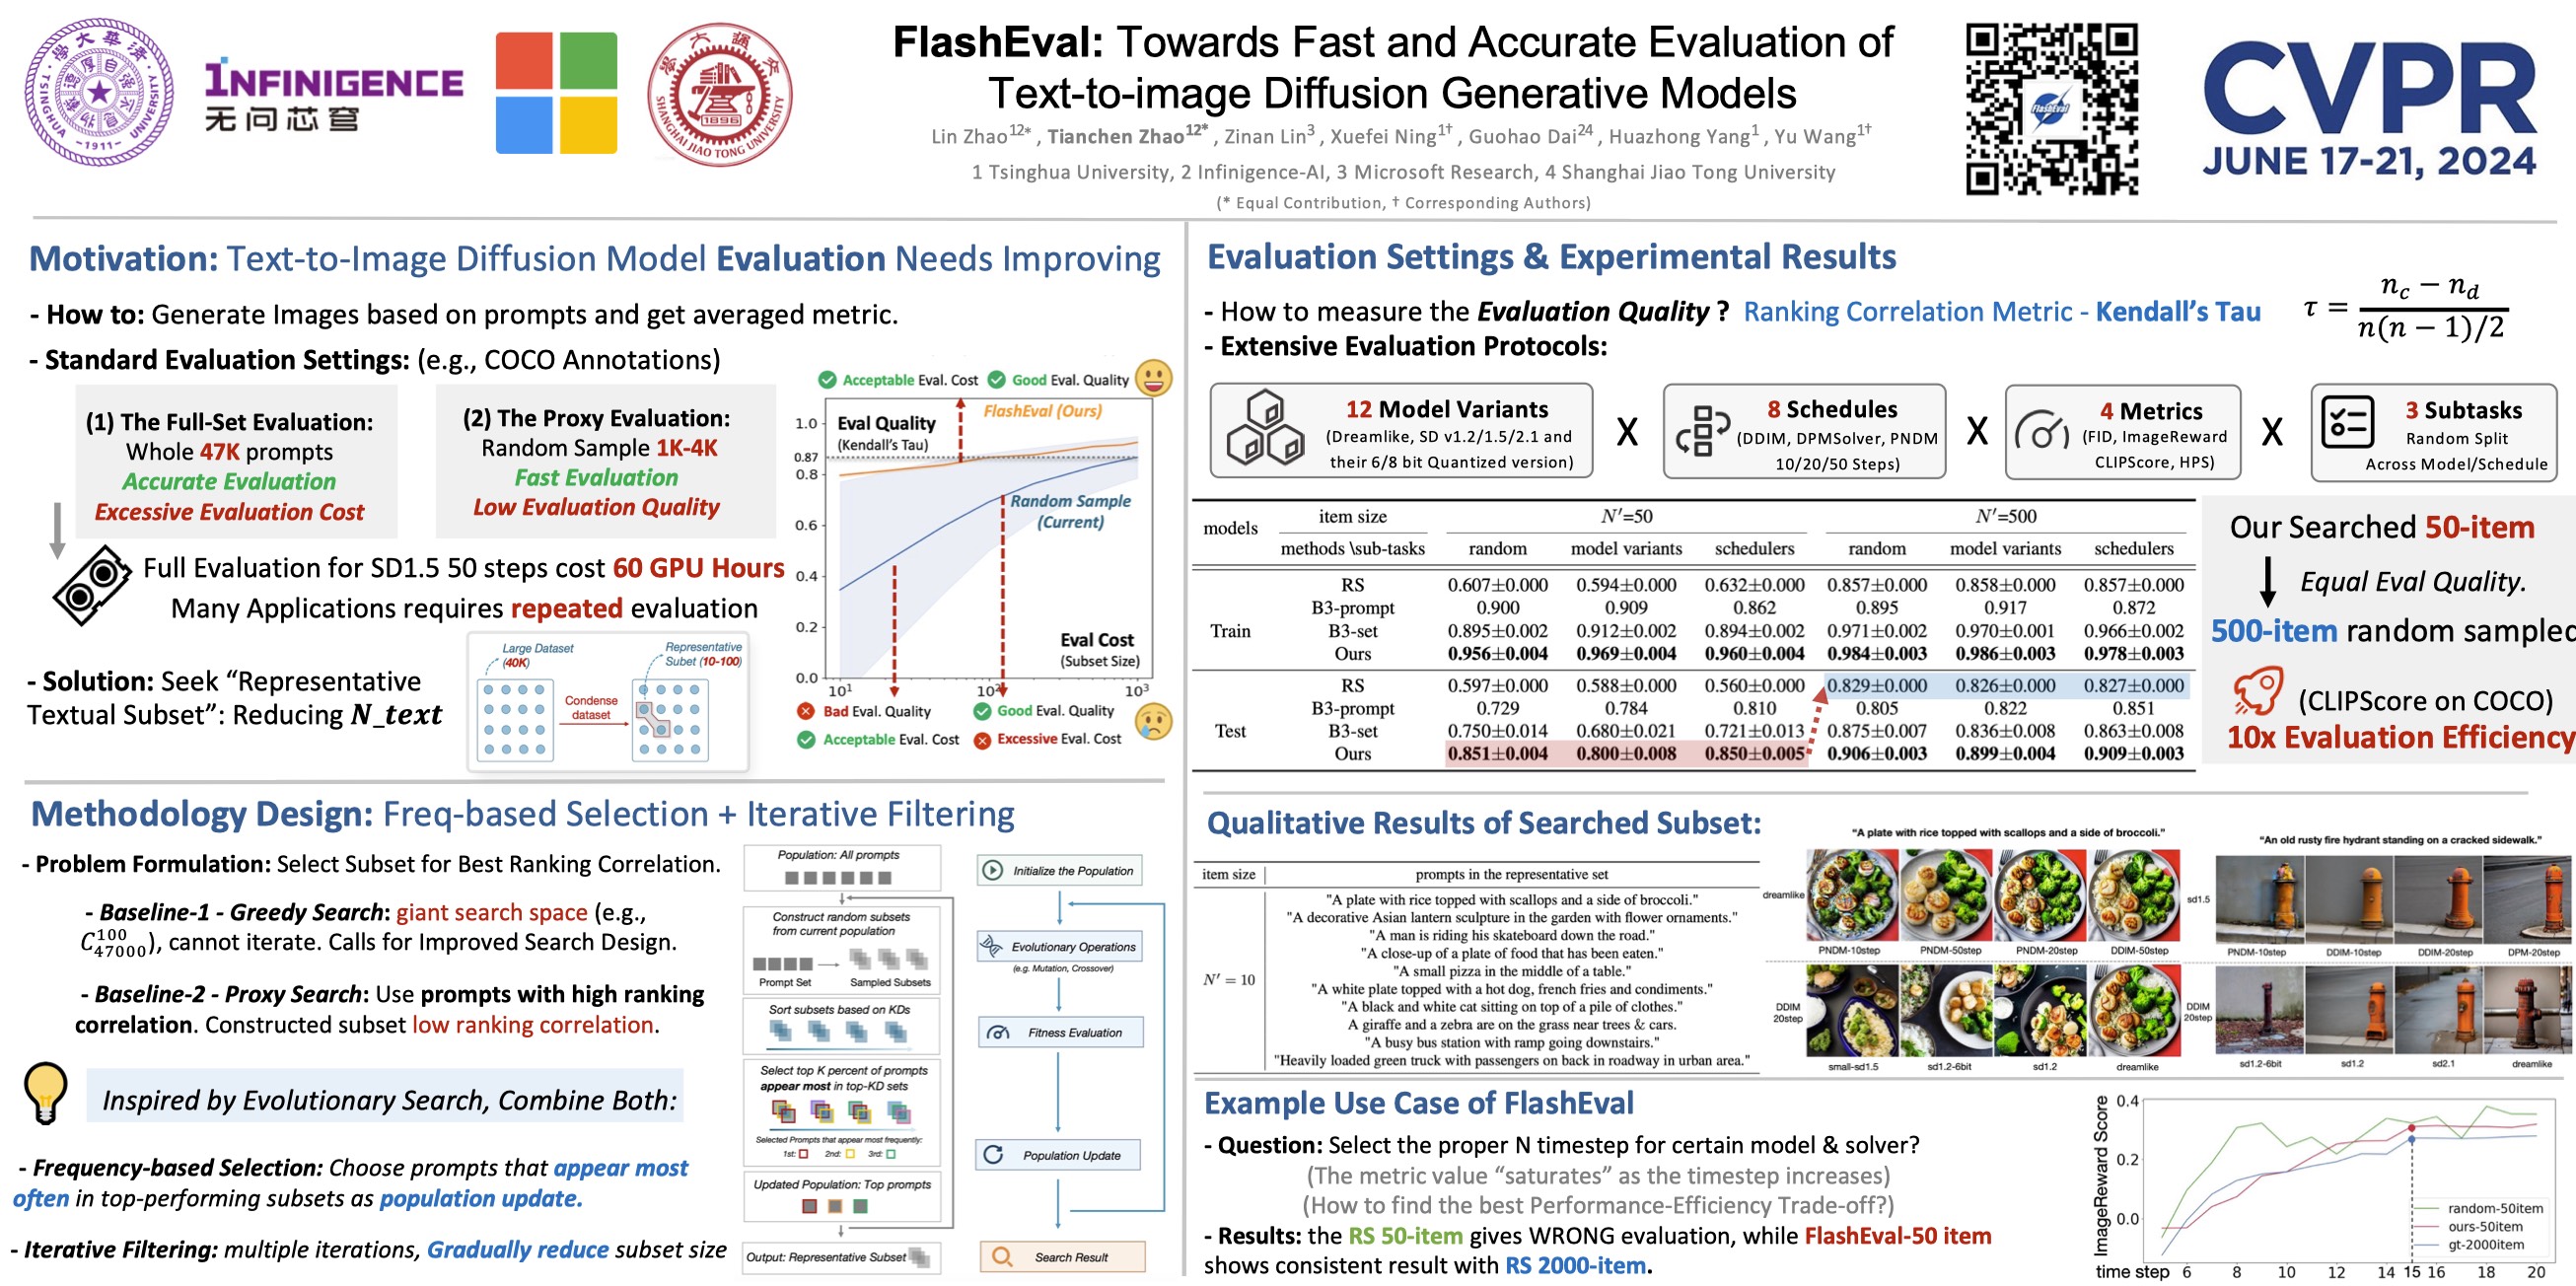 FlashEval: Towards Fast and Accurate Evaluation of
Text-to-image Diffusion Generative Models
Lin Zhao12*, Tianchen Zhao12*, Zinan Lin3, Xuefei Ning1†, Guohao Dai24, Huazhong Yang1, Yu Wang1†
1 Tsinghua University, 2 Infinigence-AI, 3 Microsoft Research, 4 Shanghai Jiao Tong University
(* Equal Contribution, † Corresponding Authors)
TSINGHUA UNIVERSITY
-1911-
INFINIGENCE
无问芯穹
SHANGHAI JIAO TONG UNIVERSITY
1896
FlashEval
CVPR
JUNE 17-21, 2024
Motivation: Text-to-Image Diffusion Model Evaluation Needs Improving
- How to: Generate Images based on prompts and get averaged metric.
- Standard Evaluation Settings: (e.g., COCO Annotations)
(1) The Full-Set Evaluation:
Whole 47K prompts
Accurate Evaluation
Excessive Evaluation Cost
(2) The Proxy Evaluation:
Random Sample 1K-4K
Fast Evaluation
Low Evaluation Quality
Full Evaluation for SD1.5 50 steps cost 60 GPU Hours
Many Applications requires repeated evaluation
- Solution: Seek “Representative
Textual Subset”: Reducing N_text
Large Dataset
(40K)
Condense
dataset
Representative
Subet (10-100)
Acceptable Eval. Cost Good Eval. Quality
Eval Quality
(Kendall’s Tau)
FlashEval (Ours)
Random Sample
(Current)
Eval Cost
(Subset Size)
1.0
0.87
0.8
0.6
0.4
0.2
0.0
10¹ 10² 10³
Bad Eval. Quality Good Eval. Quality
Acceptable Eval. Cost Excessive Eval. Cost
Methodology Design: Freq-based Selection + Iterative Filtering
- Problem Formulation: Select Subset for Best Ranking Correlation.
- Baseline-1 - Greedy Search: giant search space (e.g.,
C_{47000}^{100}), cannot iterate. Calls for Improved Search Design.
- Baseline-2 - Proxy Search: Use prompts with high ranking
correlation. Constructed subset low ranking correlation.
Inspired by Evolutionary Search, Combine Both:
- Frequency-based Selection: Choose prompts that appear most
often in top-performing subsets as population update.
- Iterative Filtering: multiple iterations, Gradually reduce subset size
Population: All prompts
Construct random subsets
from current population
Prompt Set Sampled Subsets
Sort subsets based on KDs
Select top K percent of prompts
appear most in top-KD sets
Selected Prompts that appear most frequently:
1st: 2nd: 3rd:
Updated Population: Top prompts
Output: Representative Subset
Initialize the Population
Evolutionary Operations
(e.g. Mutation, Crossover)
Fitness Evaluation
Population Update
Search Result
Evaluation Settings & Experimental Results
- How to measure the Evaluation Quality ? Ranking Correlation Metric - Kendall’s Tau
τ = (n_c − n_d) / (n(n − 1)/2)
- Extensive Evaluation Protocols:
12 Model Variants
(Dreamlike, SD v1.2/1.5/2.1 and
their 6/8 bit Quantized version)
X
8 Schedules
(DDIM, DPMSolver, PNDM
10/20/50 Steps)
X
4 Metrics
(FID, ImageReward
CLIPScore, HPS)
X
3 Subtasks
Random Split
Across Model/Schedule
models item size N′=50 N′=500
methods \sub-tasks random model variants schedulers random model variants schedulers
Train
RS 0.607±0.000 0.594±0.000 0.632±0.000 0.857±0.000 0.858±0.000 0.857±0.000
B3-prompt 0.900 0.909 0.862 0.895 0.917 0.872
B3-set 0.895±0.002 0.912±0.002 0.894±0.002 0.971±0.002 0.970±0.001 0.966±0.002
Ours 0.956±0.004 0.969±0.004 0.960±0.004 0.984±0.003 0.986±0.003 0.978±0.003
Test
RS 0.597±0.000 0.588±0.000 0.560±0.000 0.829±0.000 0.826±0.000 0.827±0.000
B3-prompt 0.729 0.784 0.810 0.805 0.822 0.851
B3-set 0.750±0.014 0.680±0.021 0.721±0.013 0.875±0.007 0.836±0.008 0.863±0.008
Ours 0.851±0.004 0.800±0.008 0.850±0.005 0.906±0.003 0.899±0.004 0.909±0.003
Our Searched 50-item
Equal Eval Quality.
500-item random sampled
(CLIPScore on COCO)
10x Evaluation Efficiency
Qualitative Results of Searched Subset:
item size prompts in the representative set
N′ = 10
"A plate with rice topped with scallops and a side of broccoli."
"A decorative Asian lantern sculpture in the garden with flower ornaments."
"A man is riding his skateboard down the road."
"A close-up of a plate of food that has been eaten."
"A small pizza in the middle of a table."
"A white plate topped with a hot dog, french fries and condiments."
"A black and white cat sitting on top of a pile of clothes."
A giraffe and a zebra are on the grass near trees & cars.
"A busy bus station with ramp going downstairs."
"Heavily loaded green truck with passengers on back in roadway in urban area."
"A plate with rice topped with scallops and a side of broccoli."
dreamlike
PNDM-10step PNDM-50step PNDM-20step DDIM-50step
DDIM
20step
small-sd1.5 sd1.2-6bit sd1.2 dreamlike
"An old rusty fire hydrant standing on a cracked sidewalk."
sd1.5
PNDM-10step DDIM-10step DDIM-20step DPM-20step
DDIM
20step
sd1.2-6bit sd1.2 sd2.1 dreamlike
Example Use Case of FlashEval
- Question: Select the proper N timestep for certain model & solver?
(The metric value “saturates” as the timestep increases)
(How to find the best Performance-Efficiency Trade-off?)
- Results: the RS 50-item gives WRONG evaluation, while FlashEval-50 item
shows consistent result with RS 2000-item.
ImageReward Score
0.4
0.2
0.0
random-50item
ours-50item
gt-2000item
time step 6 8 10 12 14 15 16 18 20